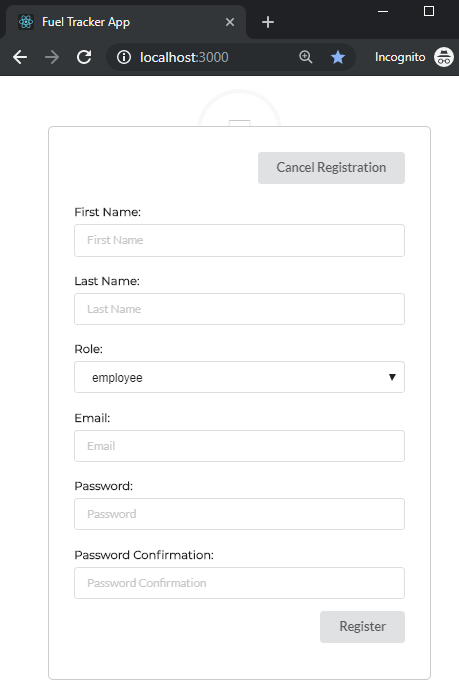 Fuel Tracker App
localhost:3000
Incognito
Cancel Registration
First Name:
First Name
Last Name:
Last Name
Role:
employee
Email:
Email
Password:
Password
Password Confirmation:
Password Confirmation
Register